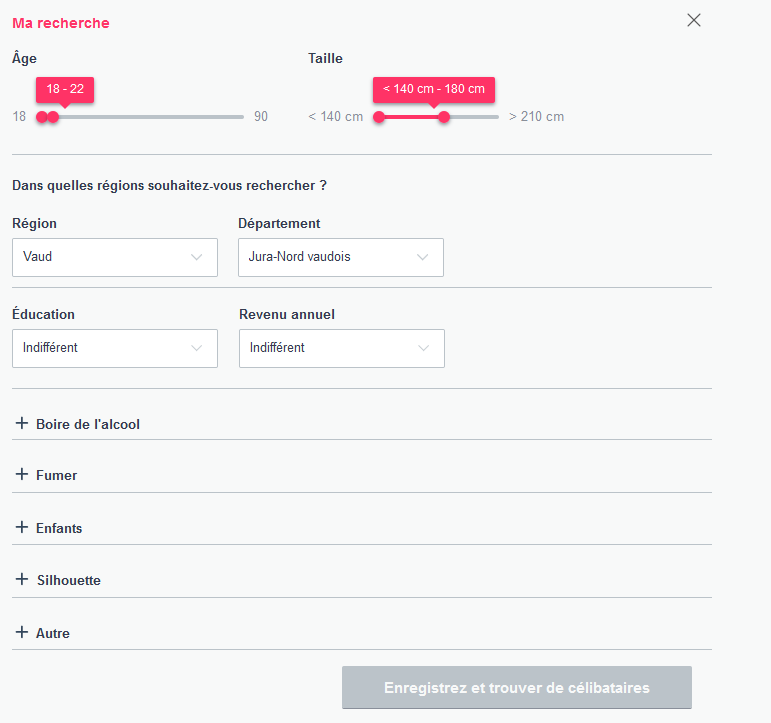 Ma recherche
Âge
Taille
18 - 22
< 140 cm - 180 cm
18
90
< 140 cm
> 210 cm
Dans quelles régions souhaitez-vous rechercher ?
Région
Département
Vaud
Jura-Nord vaudois
Éducation
Revenu annuel
Indifférent
Indifférent
Boire de l'alcool
Fumer
Enfants
Silhouette
Autre
Enregistrez et trouver de célibataires